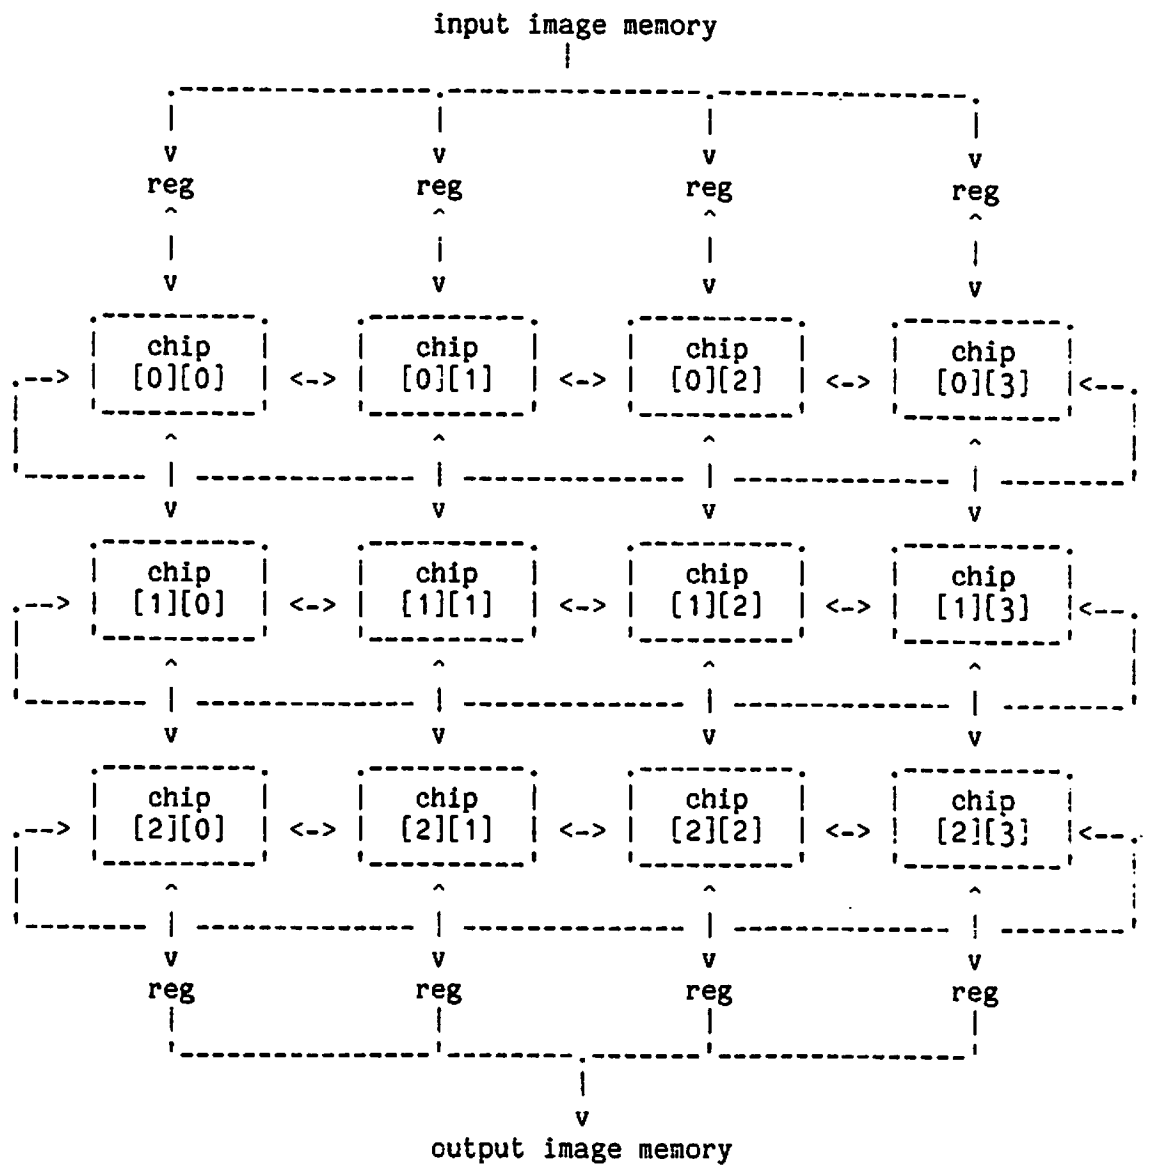 input image memory
reg reg reg reg
chip chip chip chip
[0][0] [0][1] [0][2] [0][3]
chip chip chip chip
[1][0] [1][1] [1][2] [1][3]
chip chip chip chip
[2][0] [2][1] [2][2] [2][3]
reg reg reg reg
output image memory